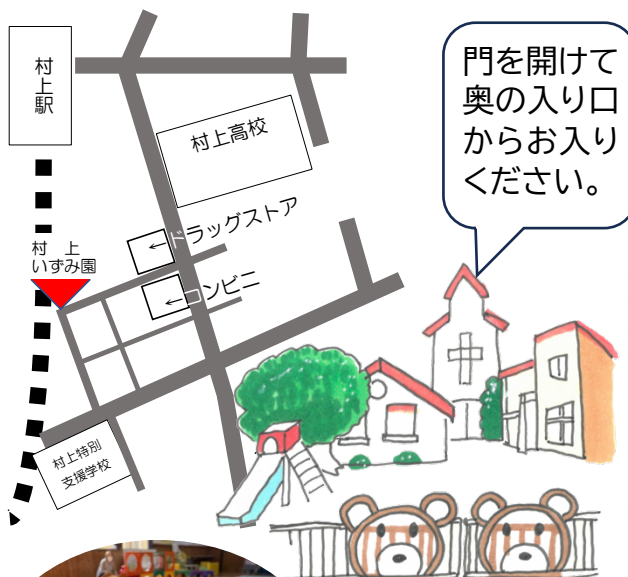 村上駅
門を開けて
奥の入り口
からお入り
ください。
村上高校
←ドラッグストア
村　上
いずみ園
←コンビニ
村上特別
支援学校